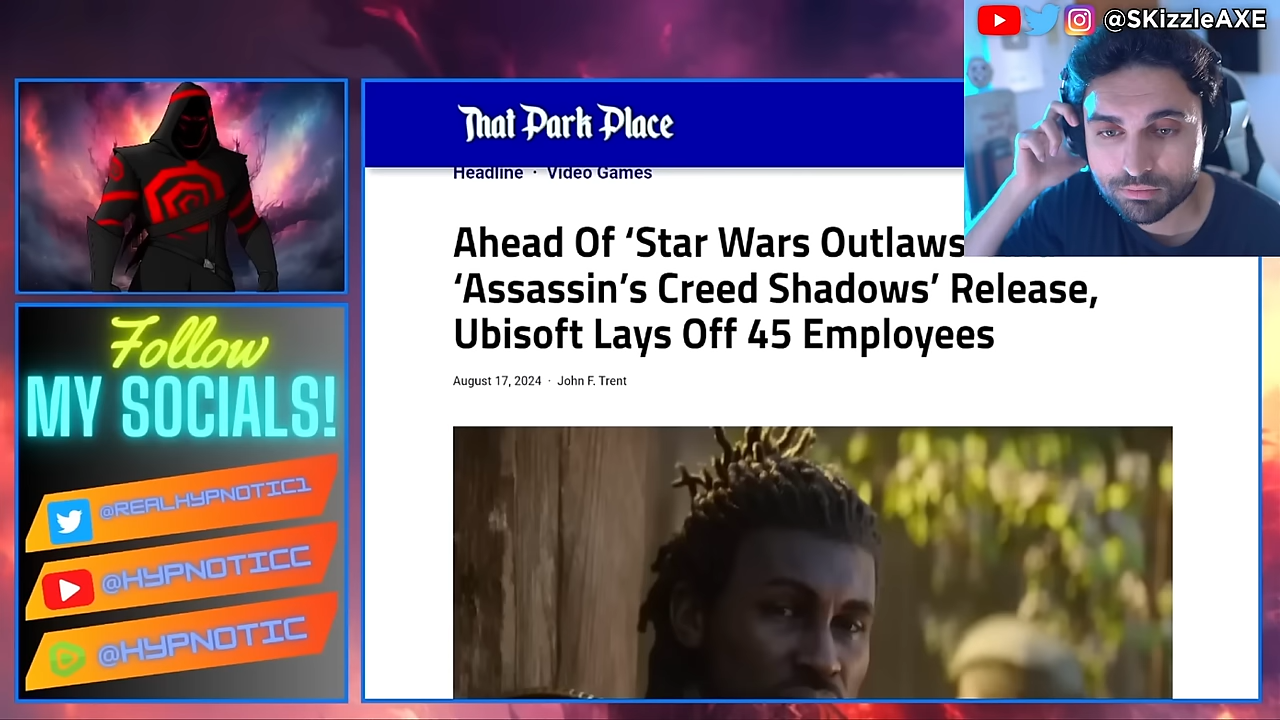 @SKizzleAXE
That Park Place
Headline · Video Games
Ahead Of ‘Star Wars Outlaws
‘Assassin’s Creed Shadows’ Release,
Ubisoft Lays Off 45 Employees
August 17, 2024 · John F. Trent
Follow
MY SOCIALS!
@REALHYPNOTIC1
@HYPNOTICC
@HYPNOTIC